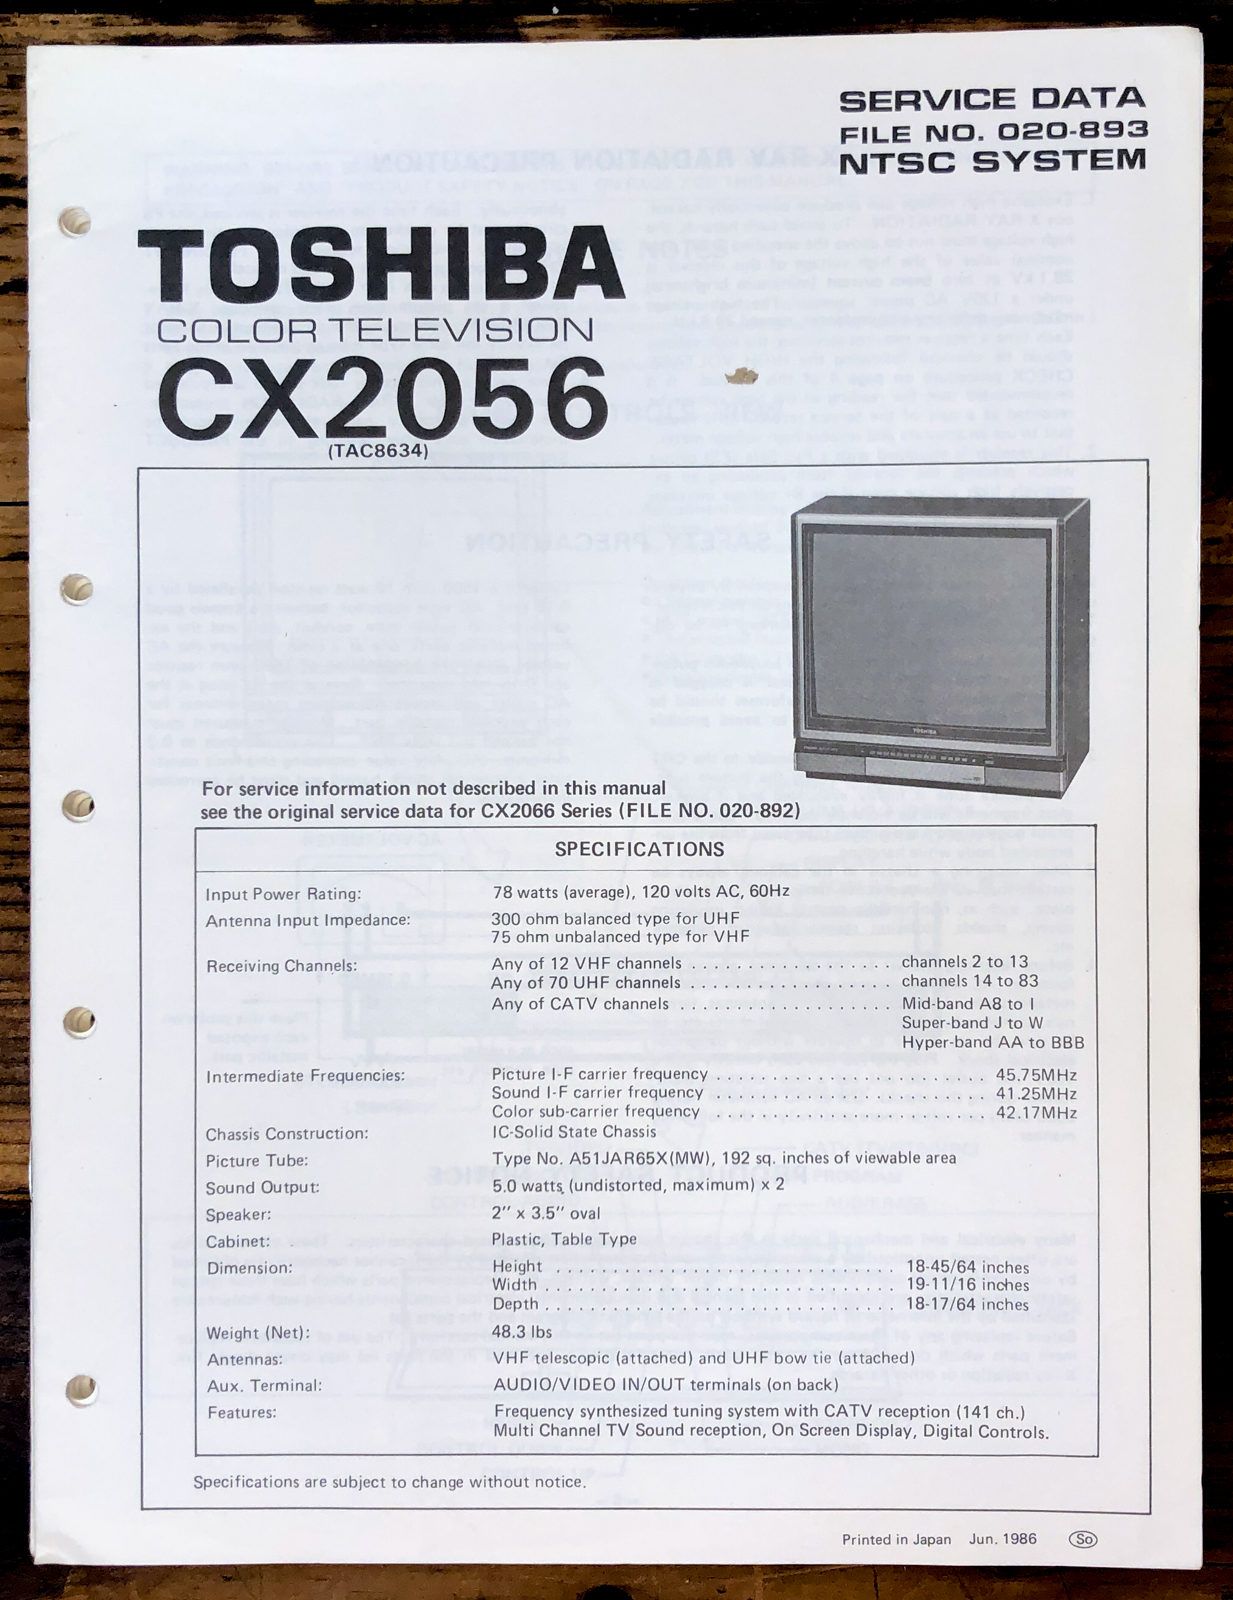 SERVICE DATA
FILE NO. 020-893
NTSC SYSTEM
TOSHIBA
COLOR TELEVISION
CX2056
(TAC8634)
TOSHIBA
For service information not described in this manual
see the original service data for CX2066 Series (FILE NO. 020-892)
SPECIFICATIONS
Input Power Rating: 78 watts (average), 120 volts AC, 60Hz
Antenna Input Impedance: 300 ohm balanced type for UHF
75 ohm unbalanced type for VHF
Receiving Channels: Any of 12 VHF channels . . . . . . . . . . . . . . . . . . channels 2 to 13
Any of 70 UHF channels . . . . . . . . . . . . . . . . . . channels 14 to 83
Any of CATV channels . . . . . . . . . . . . . . . . . . . Mid-band A8 to I
Super-band J to W
Hyper-band AA to BBB
Intermediate Frequencies: Picture I-F carrier frequency . . . . . . . . . . . . . . . . . . . . . . . . 45.75MHz
Sound I-F carrier frequency . . . . . . . . . . . . . . . . . . . . . . . . 41.25MHz
Color sub-carrier frequency . . . . . . . . . . . . . . . . . . . . . . . . 42.17MHz
Chassis Construction: IC-Solid State Chassis
Picture Tube: Type No. A51JAR65X(MW), 192 sq. inches of viewable area
Sound Output: 5.0 watts (undistorted, maximum) x 2
Speaker: 2" x 3.5" oval
Cabinet: Plastic, Table Type
Dimension: Height . . . . . . . . . . . . . . . . . . . . . . . . . . . . . . 18-45/64 inches
Width . . . . . . . . . . . . . . . . . . . . . . . . . . . . . . . 19-11/16 inches
Depth . . . . . . . . . . . . . . . . . . . . . . . . . . . . . . . 18-17/64 inches
Weight (Net): 48.3 lbs
Antennas: VHF telescopic (attached) and UHF bow tie (attached)
Aux. Terminal: AUDIO/VIDEO IN/OUT terminals (on back)
Features: Frequency synthesized tuning system with CATV reception (141 ch.)
Multi Channel TV Sound reception, On Screen Display, Digital Controls.
Specifications are subject to change without notice.
Printed in Japan Jun. 1986 So